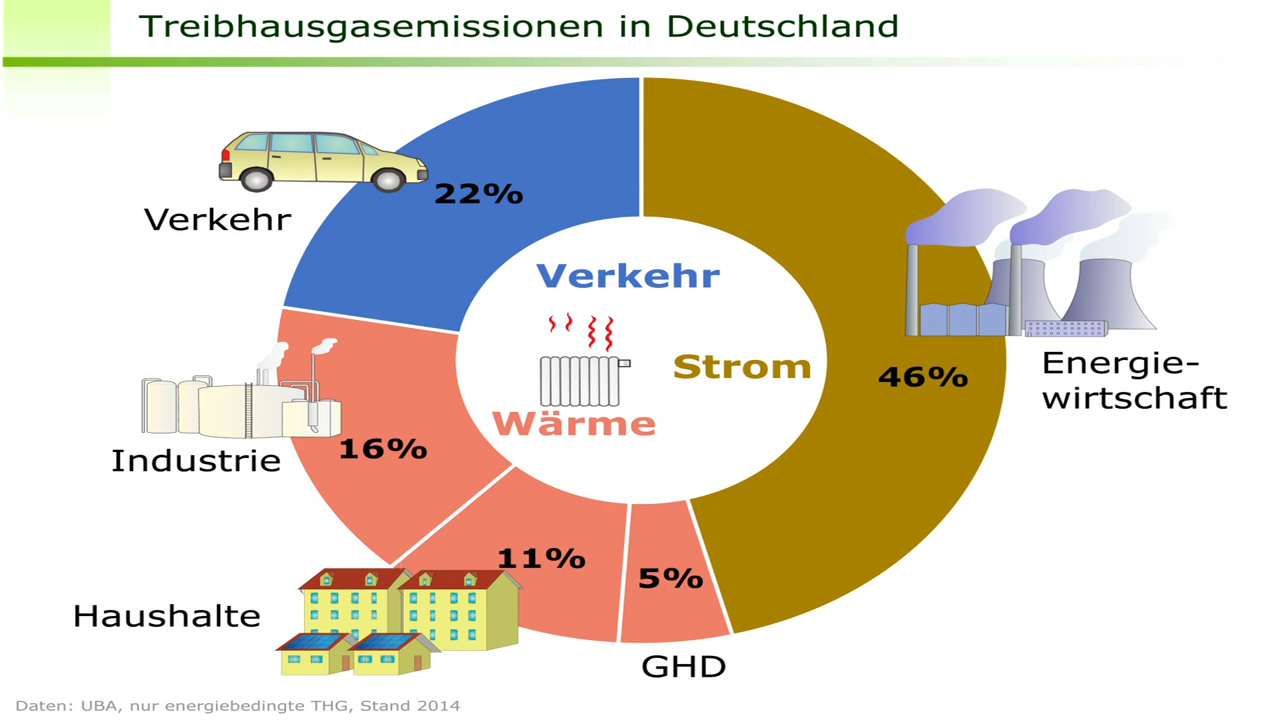 Treibhausgasemissionen in Deutschland
22%
Verkehr
Verkehr
Strom
Wärme
46%
Energie-
wirtschaft
16%
Industrie
11%
5%
Haushalte
GHD
Daten: UBA, nur energiebedingte THG, Stand 2014